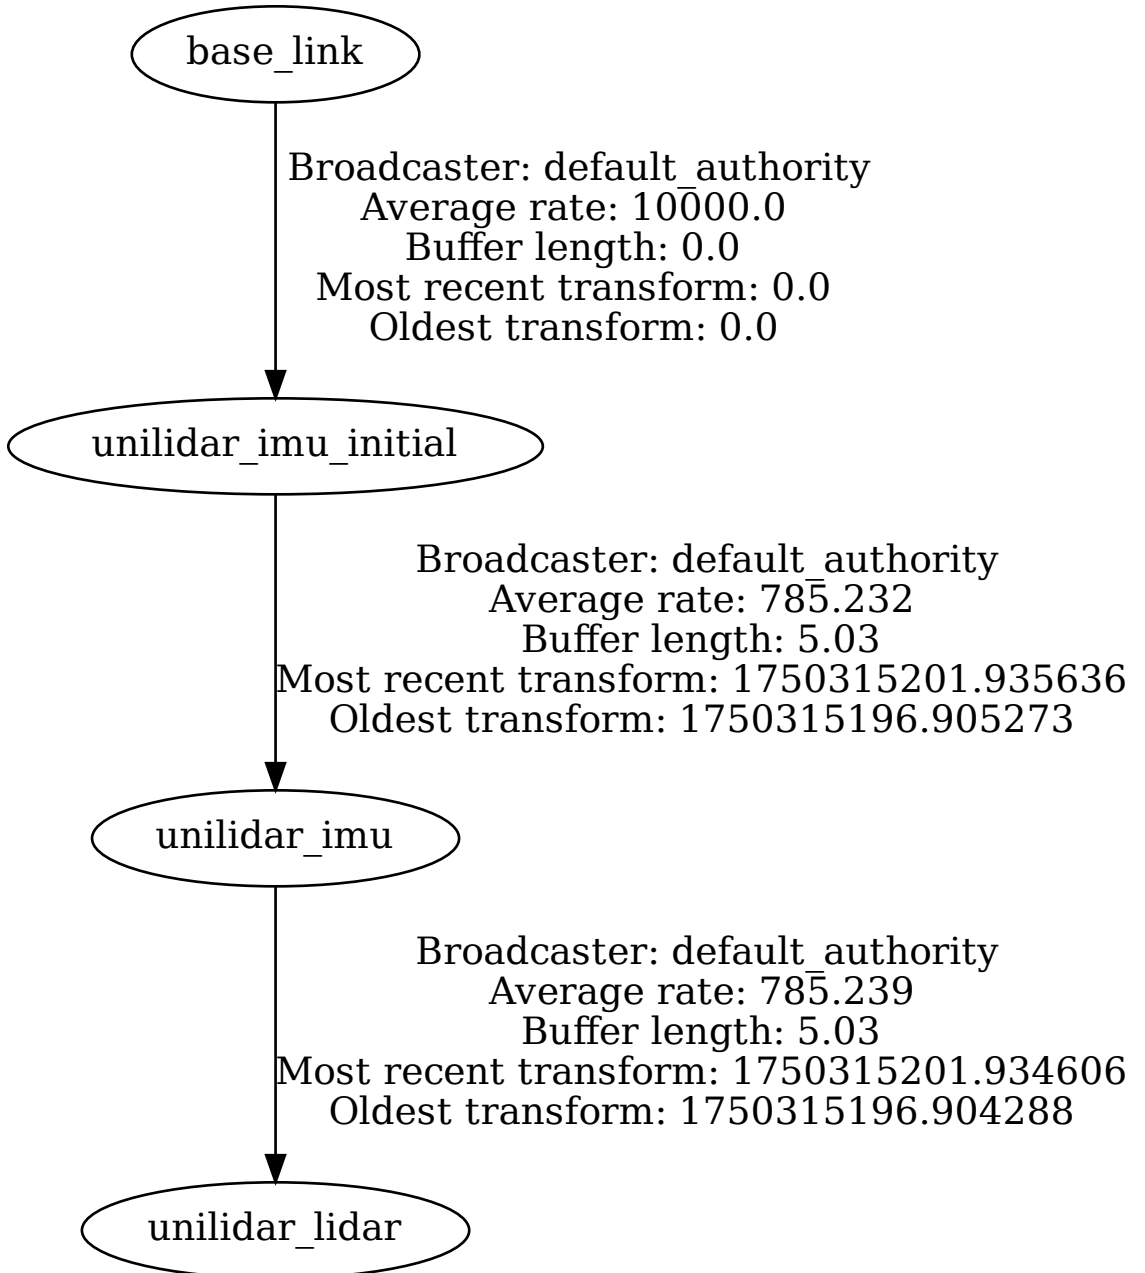 base_link
Broadcaster: default_authority
Average rate: 10000.0
Buffer length: 0.0
Most recent transform: 0.0
Oldest transform: 0.0
unilidar_imu_initial
Broadcaster: default_authority
Average rate: 785.232
Buffer length: 5.03
Most recent transform: 1750315201.935636
Oldest transform: 1750315196.905273
unilidar_imu
Broadcaster: default_authority
Average rate: 785.239
Buffer length: 5.03
Most recent transform: 1750315201.934606
Oldest transform: 1750315196.904288
unilidar_lidar